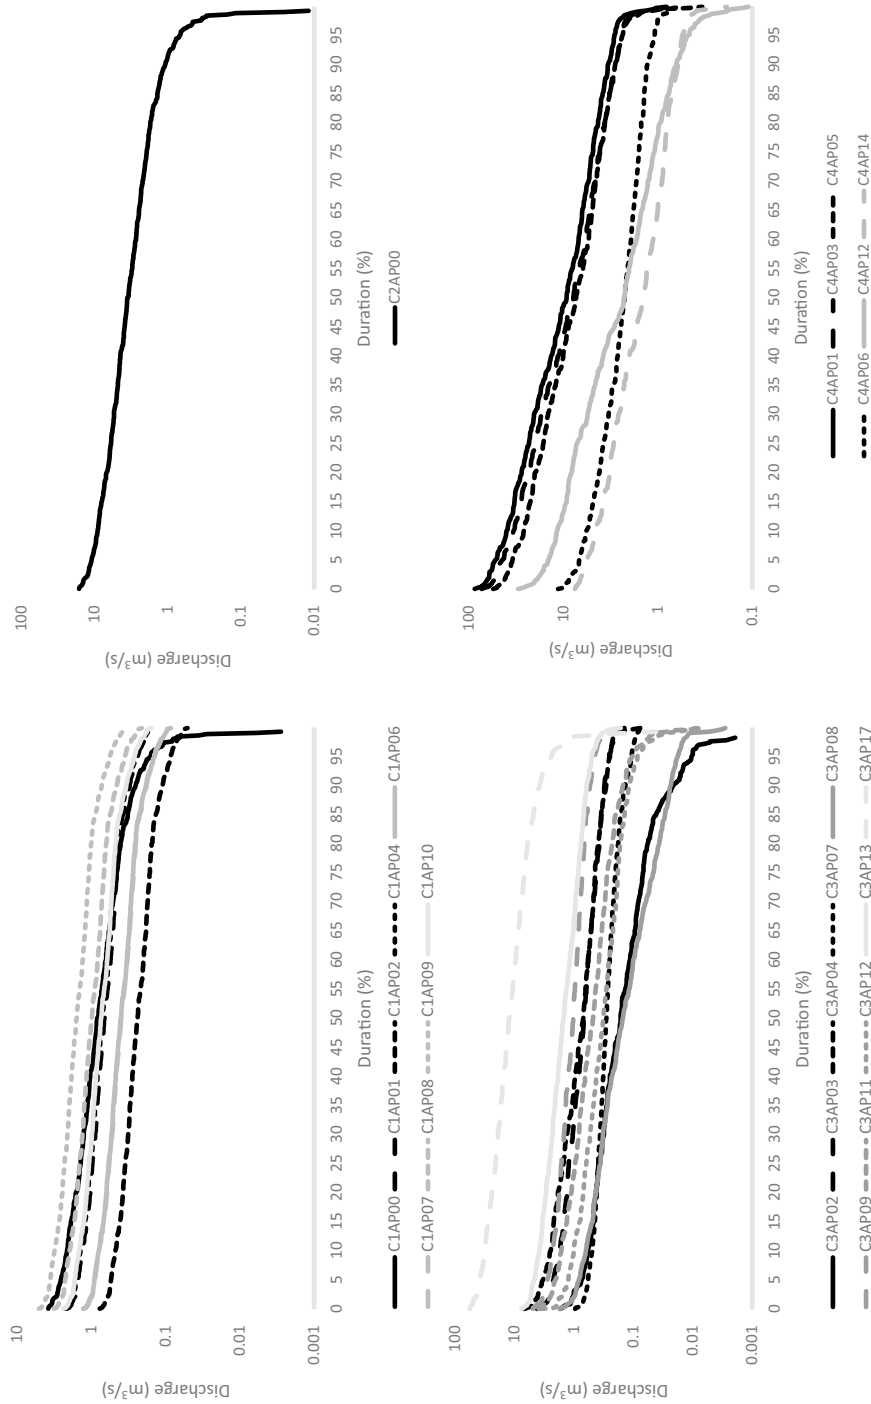 Discharge (m³/s)
10
1
0.1
0.01
0.001
0 5 10 15 20 25 30 35 40 45 50 55 60 65 70 75 80 85 90 95
Duration (%)
C1AP00 C1AP01 C1AP02 C1AP04 C1AP06
C1AP07 C1AP08 C1AP09 C1AP10
Discharge (m³/s)
100
10
1
0.1
0.01
0 5 10 15 20 25 30 35 40 45 50 55 60 65 70 75 80 85 90 95
Duration (%)
C2AP00
Discharge (m³/s)
100
10
1
0.1
0.01
0.001
0 5 10 15 20 25 30 35 40 45 50 55 60 65 70 75 80 85 90 95
Duration (%)
C3AP02 C3AP03 C3AP04 C3AP07 C3AP08
C3AP09 C3AP11 C3AP12 C3AP13 C3AP17
Discharge (m³/s)
100
10
1
0.1
0 5 10 15 20 25 30 35 40 45 50 55 60 65 70 75 80 85 90 95
Duration (%)
C4AP01 C4AP03 C4AP05
C4AP06 C4AP12 C4AP14